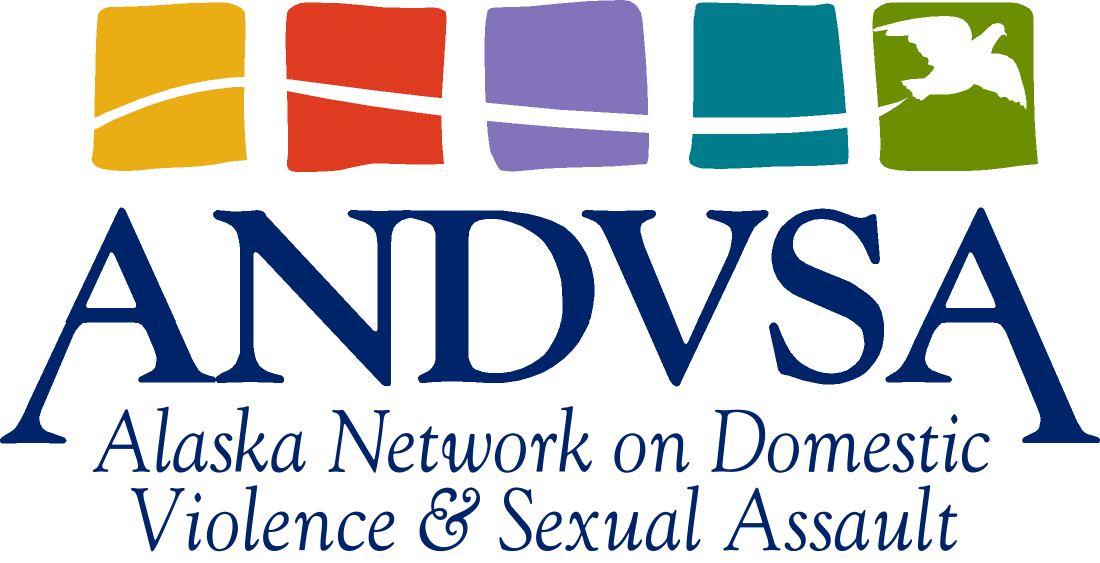 ANDVSA
Alaska Network on Domestic
Violence & Sexual Assault